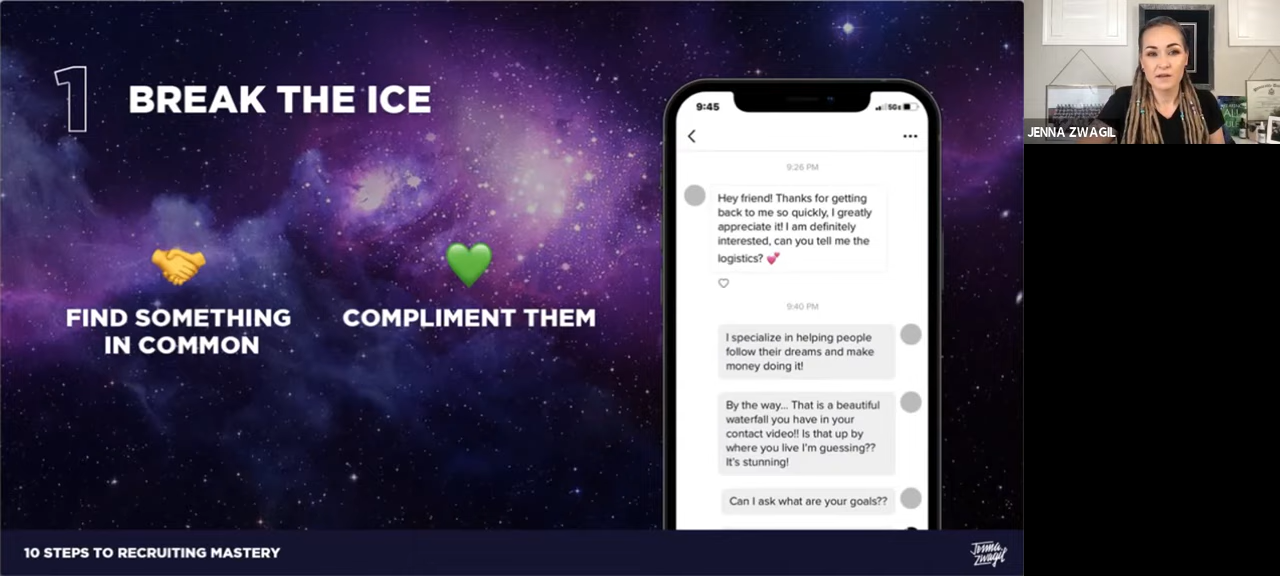 1
BREAK THE ICE
FIND SOMETHING
IN COMMON
COMPLIMENT THEM
9:45
5G
9:26 PM
Hey friend! Thanks for getting
back to me so quickly, I greatly
appreciate it! I am definitely
interested, can you tell me the
logistics? 💞
9:40 PM
I specialize in helping people
follow their dreams and make
money doing it!
By the way... That is a beautiful
waterfall you have in your
contact video!! Is that up by
where you live I'm guessing??
It's stunning!
Can I ask what are your goals??
10 STEPS TO RECRUITING MASTERY
Jenna
Zwagil
JENNA ZWAGIL